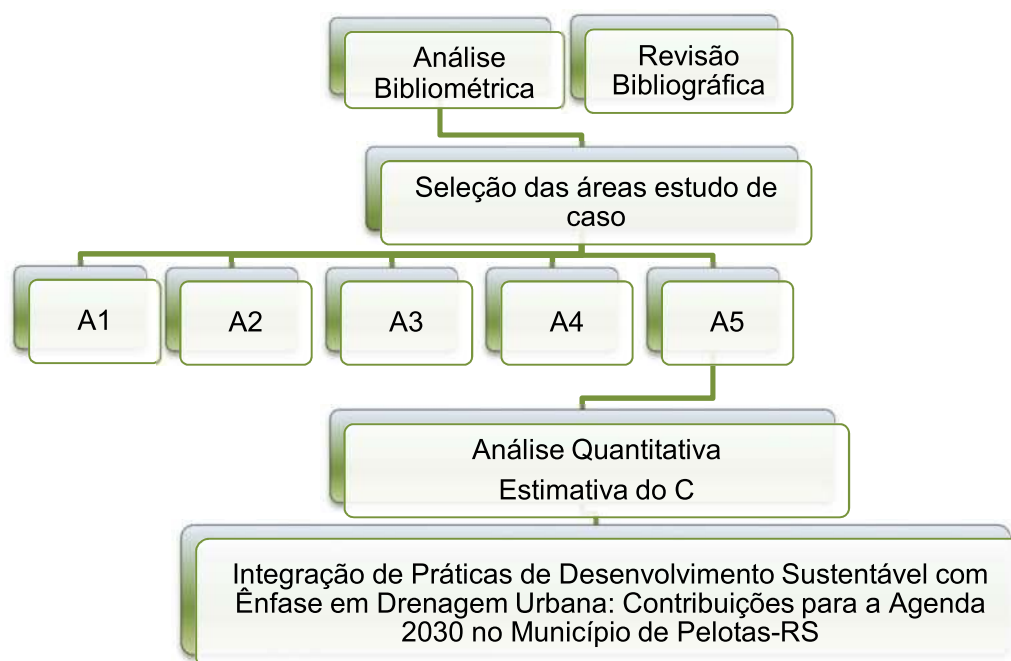 Análise
Bibliométrica
Revisão
Bibliográfica
Seleção das áreas estudo de
caso
A1
A2
A3
A4
A5
Análise Quantitativa
Estimativa do C
Integração de Práticas de Desenvolvimento Sustentável com
Ênfase em Drenagem Urbana: Contribuições para a Agenda
2030 no Município de Pelotas-RS